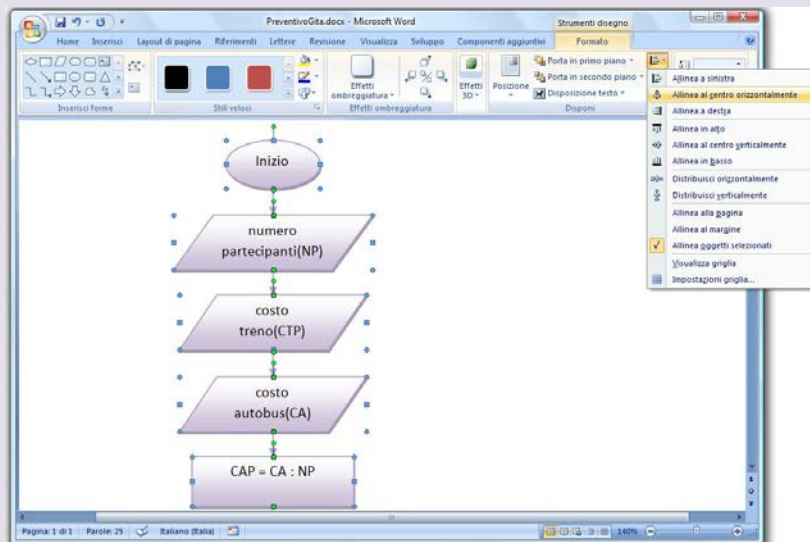 PreventivoGita.docx - Microsoft Word
Strumenti disegno
Home Inserisci Layout di pagina Riferimenti Lettere Revisione Visualizza Sviluppo Componenti aggiuntivi Formato
Porta in primo piano
Porta in secondo piano
Disposizione testo
Effetti ombreggiatura
Effetti 3D
Posizione
Inserisci forme
Stili veloci
Effetti ombreggiatura
Disponi
Allinea a sinistra
Allinea al centro orizzontalmente
Allinea a destra
Allinea in alto
Allinea al centro verticalmente
Allinea in basso
Distribuisci orizzontalmente
Distribuisci verticalmente
Allinea alla pagina
Allinea al margine
Allinea oggetti selezionati
Visualizza griglia
Impostazioni griglia...
Inizio
numero
partecipanti(NP)
costo
treno(CTP)
costo
autobus(CA)
CAP = CA : NP
Pagina: 1 di 1 Parole: 25 Italiano (Italia) 140%